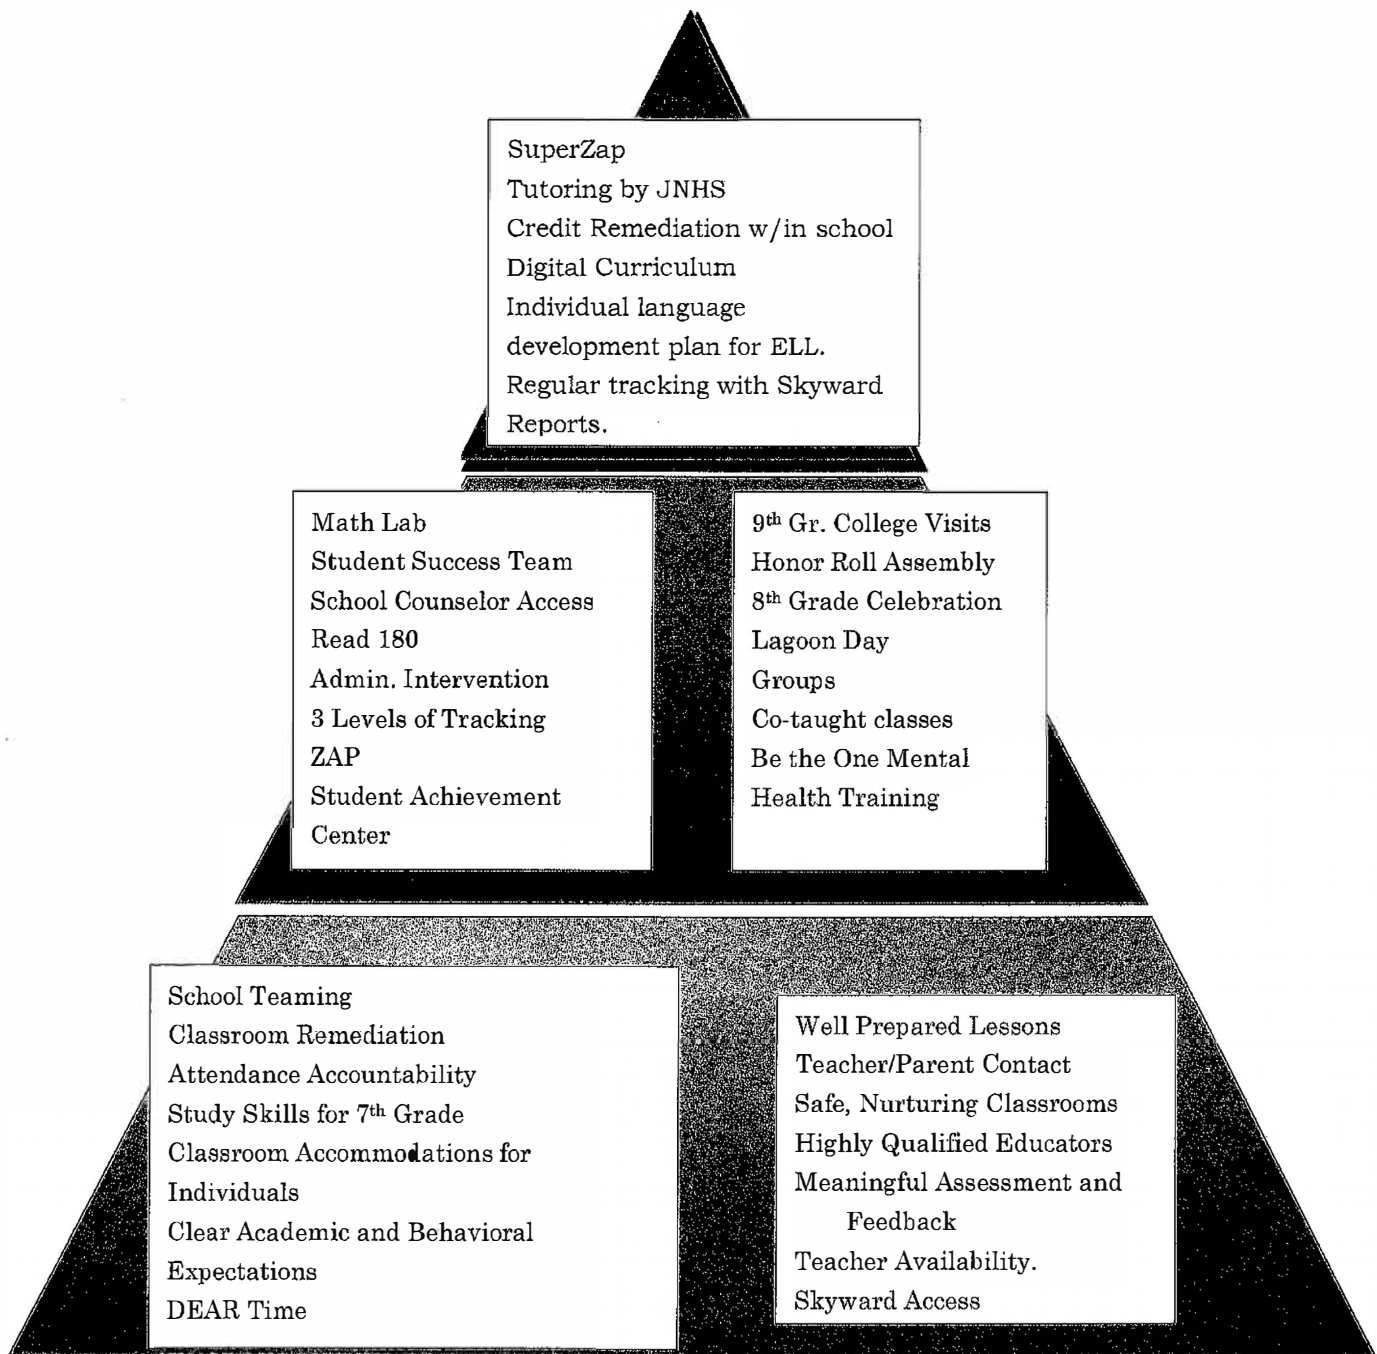 SuperZap
Tutoring by JNHS
Credit Remediation w/in school
Digital Curriculum
Individual language
development plan for ELL.
Regular tracking with Skyward
Reports.
Math Lab
Student Success Team
School Counselor Access
Read 180
Admin. Intervention
3 Levels of Tracking
ZAP
Student Achievement
Center
9th Gr. College Visits
Honor Roll Assembly
8th Grade Celebration
Lagoon Day
Groups
Co-taught classes
Be the One Mental
Health Training
School Teaming
Classroom Remediation
Attendance Accountability
Study Skills for 7th Grade
Classroom Accommodations for
Individuals
Clear Academic and Behavioral
Expectations
DEAR Time
Well Prepared Lessons
Teacher/Parent Contact
Safe, Nurturing Classrooms
Highly Qualified Educators
Meaningful Assessment and
Feedback
Teacher Availability.
Skyward Access